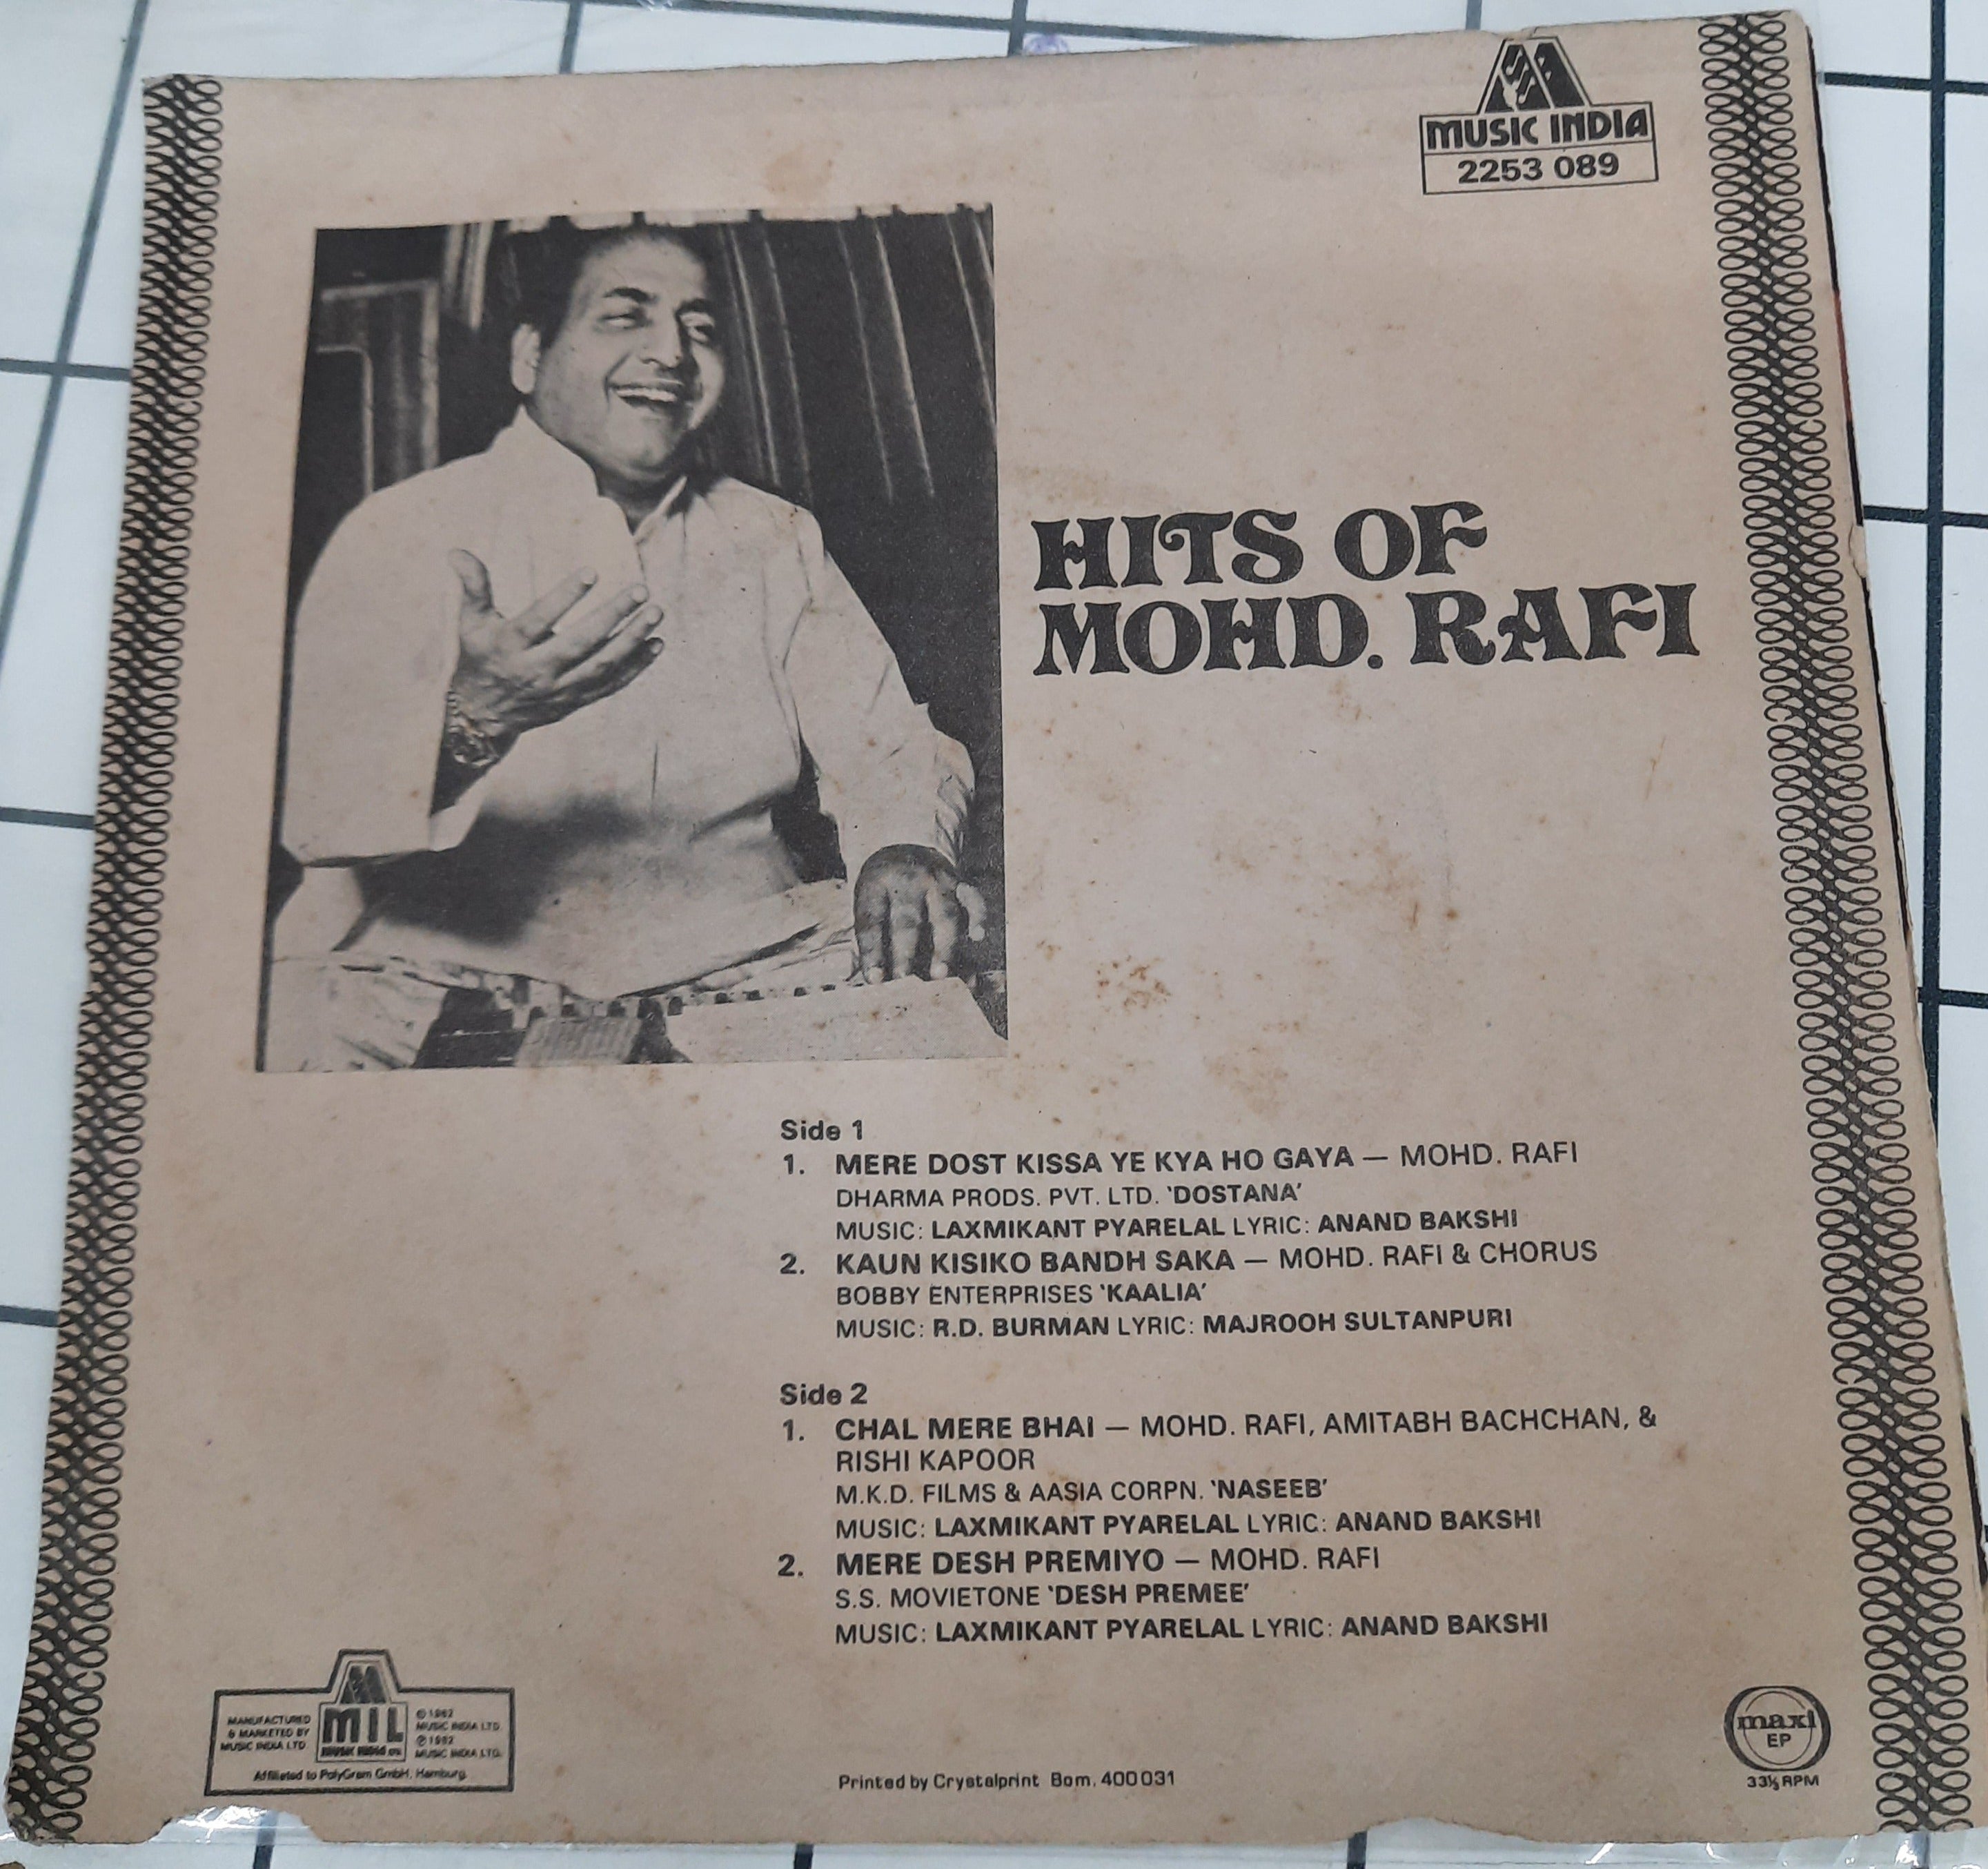 MUSIC INDIA
2253 089
HITS OF
MOHD. RAFI
Side 1
1. MERE DOST KISSA YE KYA HO GAYA — MOHD. RAFI
DHARMA PRODS. PVT. LTD. 'DOSTANA'
MUSIC: LAXMIKANT PYARELAL LYRIC: ANAND BAKSHI
2. KAUN KISIKO BANDH SAKA — MOHD. RAFI & CHORUS
BOBBY ENTERPRISES 'KAALIA'
MUSIC: R.D. BURMAN LYRIC: MAJROOH SULTANPURI
Side 2
1. CHAL MERE BHAI — MOHD. RAFI, AMITABH BACHCHAN, &
RISHI KAPOOR
M.K.D. FILMS & AASIA CORPN. 'NASEEB'
MUSIC: LAXMIKANT PYARELAL LYRIC: ANAND BAKSHI
2. MERE DESH PREMIYO — MOHD. RAFI
S.S. MOVIETONE 'DESH PREMEE'
MUSIC: LAXMIKANT PYARELAL LYRIC: ANAND BAKSHI
MANUFACTURED
& MARKETED BY
MUSIC INDIA LTD
MIL
© 1982
MUSIC INDIA LTD.
℗ 1982
MUSIC INDIA LTD.
Affiliated to PolyGram GmbH. Hamburg
Printed by Crystalprint Bom. 400031
maxi
EP
33⅓ RPM